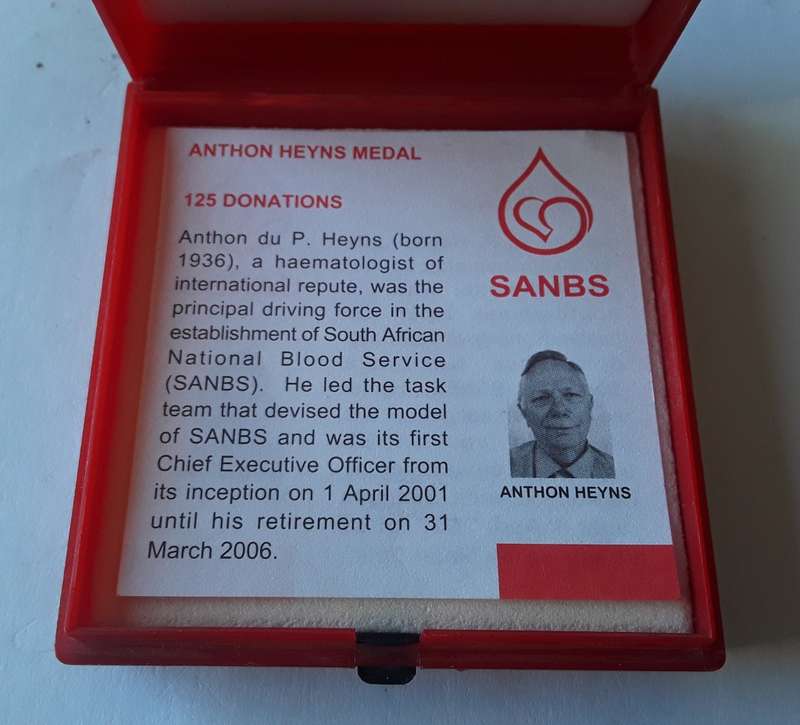 ANTHON HEYNS MEDAL
125 DONATIONS
Anthon du P. Heyns (born
1936), a haematologist of
international repute, was the
principal driving force in the
establishment of South African
National Blood Service
(SANBS). He led the task
team that devised the model
of SANBS and was its first
Chief Executive Officer from
its inception on 1 April 2001
until his retirement on 31
March 2006.
SANBS
ANTHON HEYNS